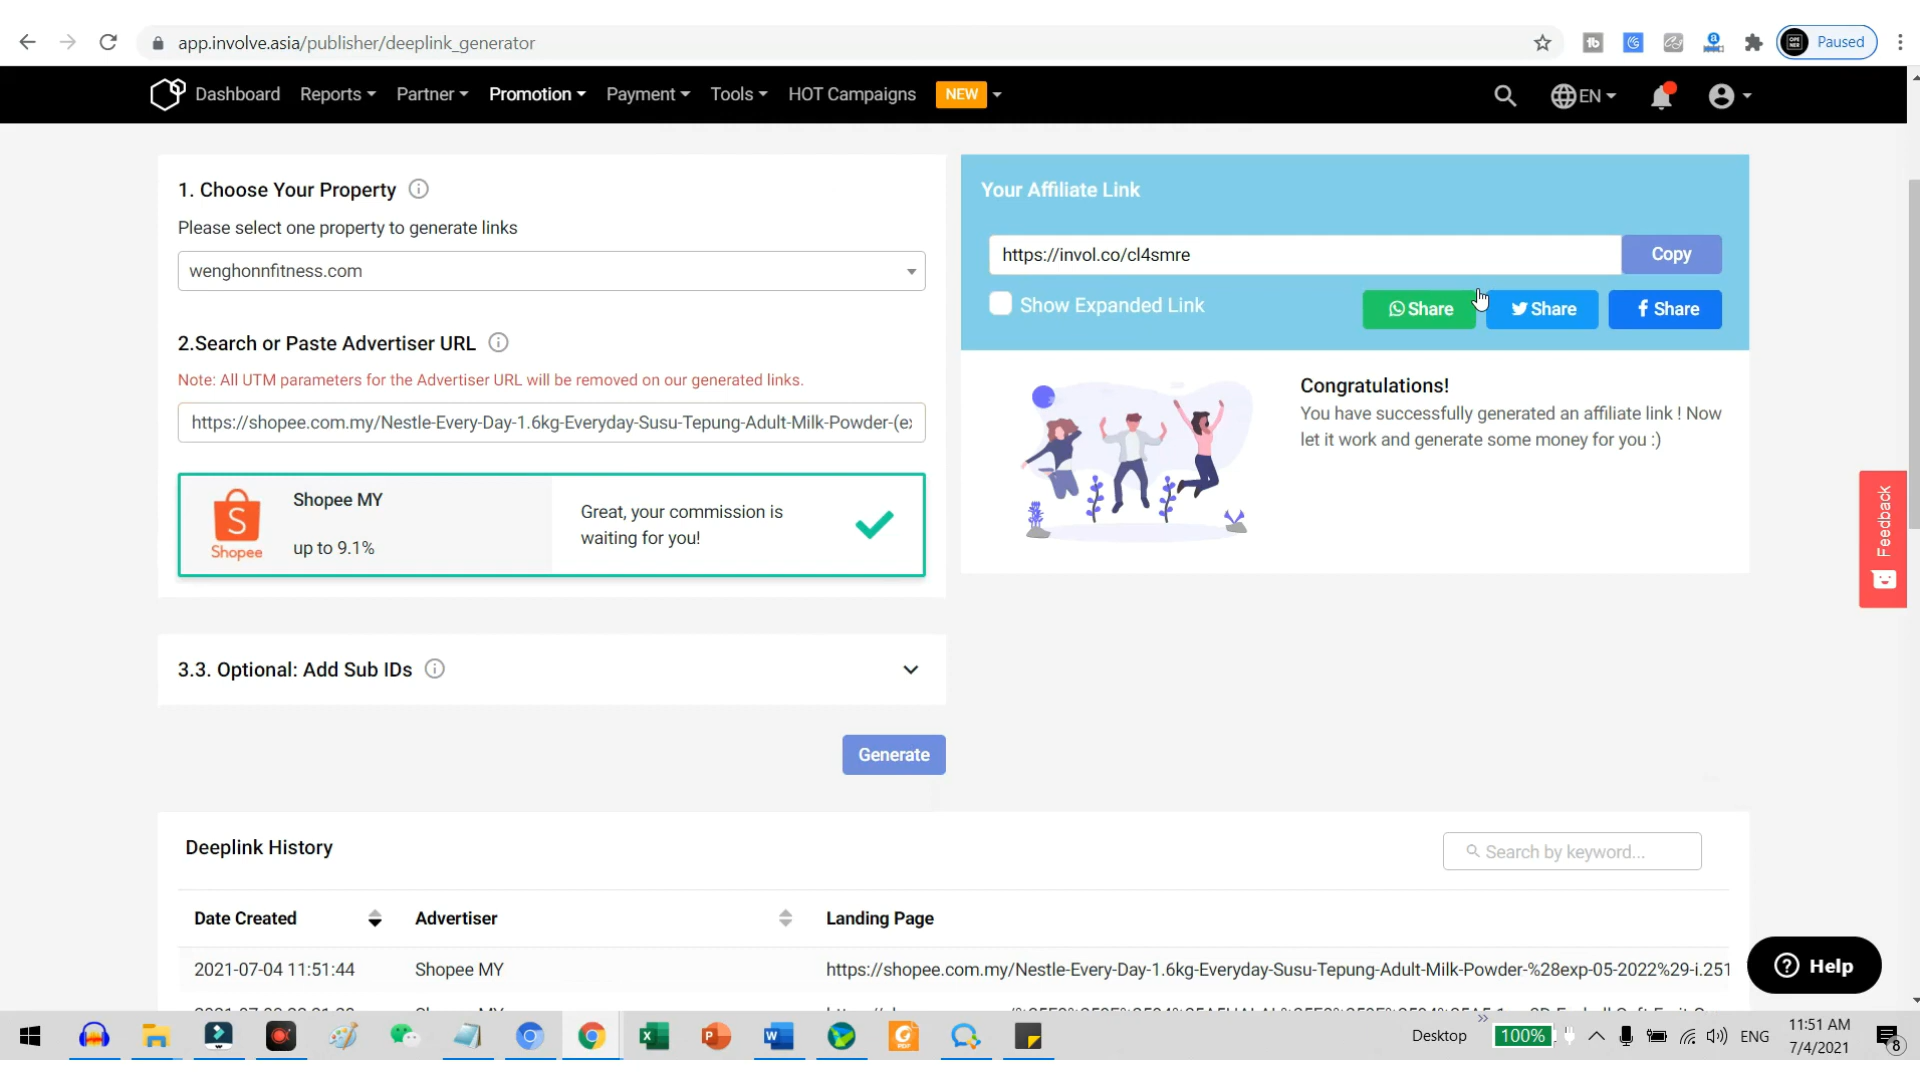 app.involve.asia/publisher/deeplink_generator
Paused
Dashboard Reports Partner Promotion Payment Tools HOT Campaigns NEW EN
1. Choose Your Property
Please select one property to generate links
wenghonnfitness.com
2.Search or Paste Advertiser URL
Note: All UTM parameters for the Advertiser URL will be removed on our generated links.
https://shopee.com.my/Nestle-Every-Day-1.6kg-Everyday-Susu-Tepung-Adult-Milk-Powder-(ex
Shopee
Shopee MY
up to 9.1%
Great, your commission is
waiting for you!
3.3. Optional: Add Sub IDs
Generate
Your Affiliate Link
https://invol.co/cl4smre
Copy
Show Expanded Link
Share Share Share
Congratulations!
You have successfully generated an affiliate link ! Now
let it work and generate some money for you :)
Feedback
Deeplink History
Search by keyword...
Date Created Advertiser Landing Page
2021-07-04 11:51:44 Shopee MY https://shopee.com.my/Nestle-Every-Day-1.6kg-Everyday-Susu-Tepung-Adult-Milk-Powder-%28exp-05-2022%29-i.251
Help
Desktop 100% ENG
11:51 AM
7/4/2021
8